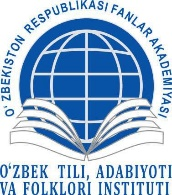 O‘ZBEKISTON RESPUBLIKASI FANLAR AKADEMIYASI
O‘ZBEK TILI, ADABIYOTI
VA FOLKLORI INSTITUTI